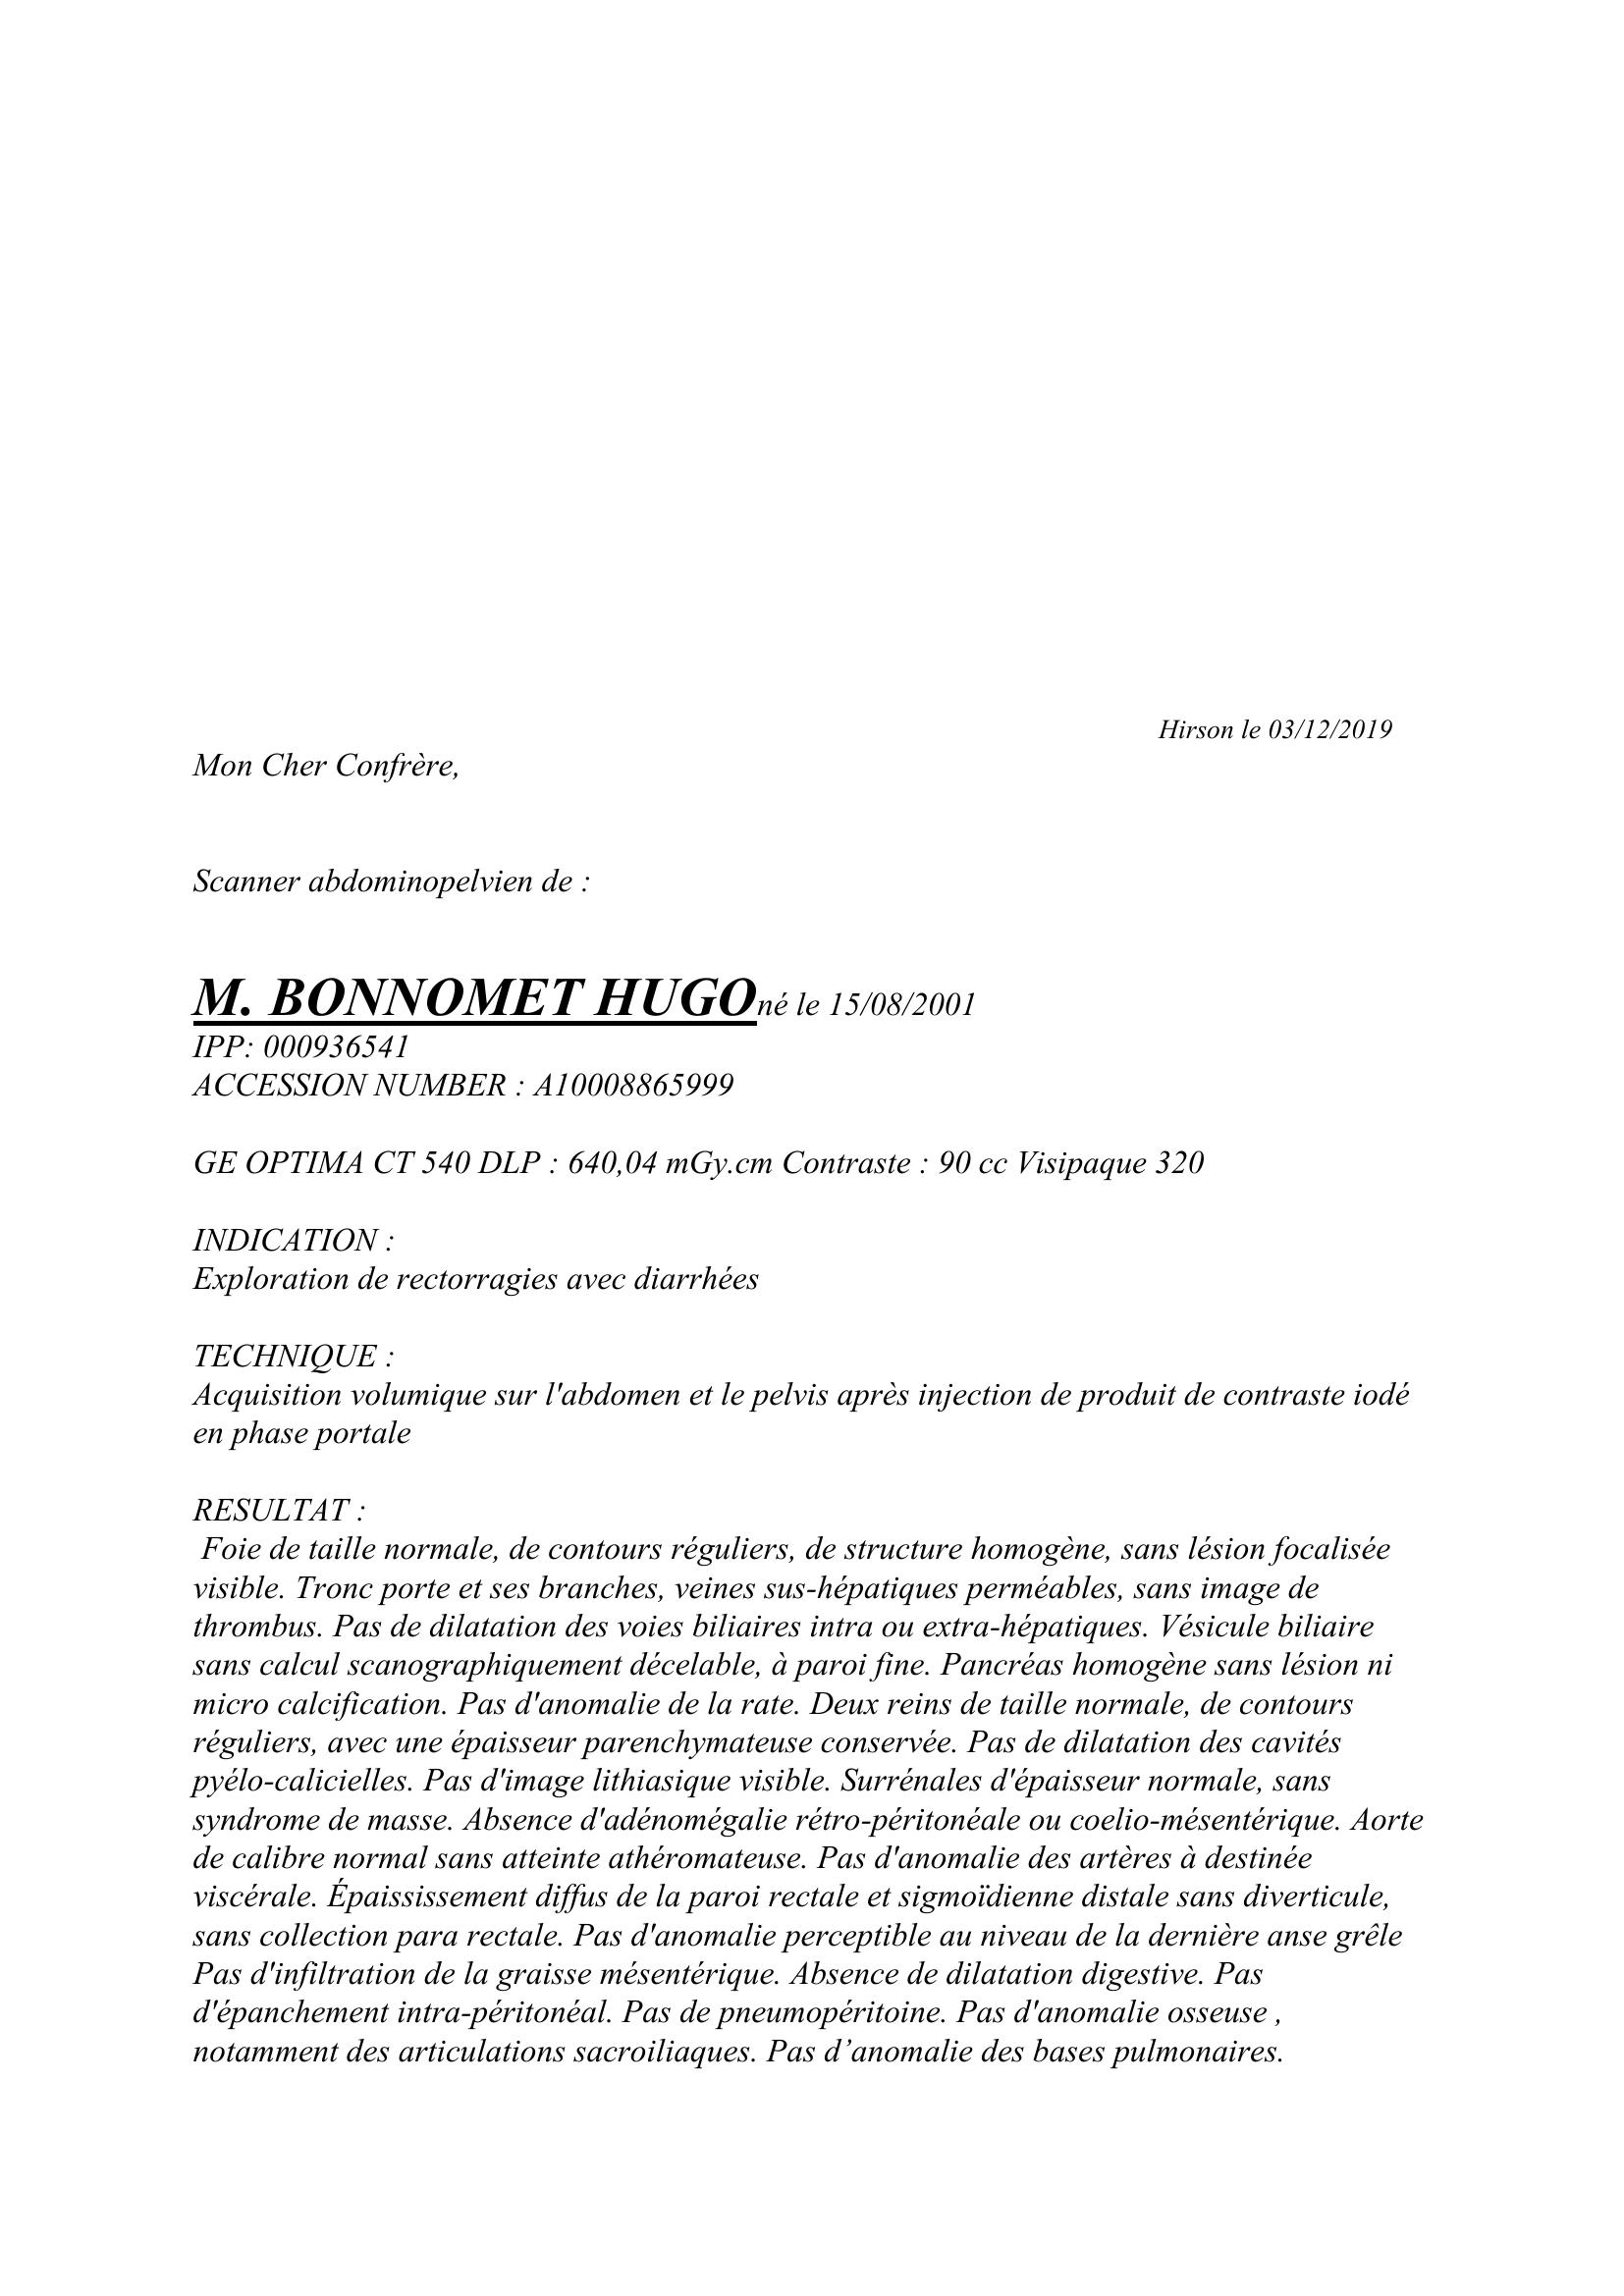 Hirson le 03/12/2019
Mon Cher Confrère,
Scanner abdominopelvien de :
M. BONNOMET HUGOné le 15/08/2001
IPP: 000936541
ACCESSION NUMBER : A10008865999
GE OPTIMA CT 540 DLP : 640,04 mGy.cm Contraste : 90 cc Visipaque 320
INDICATION :
Exploration de rectorragies avec diarrhées
TECHNIQUE :
Acquisition volumique sur l'abdomen et le pelvis après injection de produit de contraste iodé
en phase portale
RESULTAT :
Foie de taille normale, de contours réguliers, de structure homogène, sans lésion focalisée
visible. Tronc porte et ses branches, veines sus-hépatiques perméables, sans image de
thrombus. Pas de dilatation des voies biliaires intra ou extra-hépatiques. Vésicule biliaire
sans calcul scanographiquement décelable, à paroi fine. Pancréas homogène sans lésion ni
micro calcification. Pas d'anomalie de la rate. Deux reins de taille normale, de contours
réguliers, avec une épaisseur parenchymateuse conservée. Pas de dilatation des cavités
pyélo-calicielles. Pas d'image lithiasique visible. Surrénales d'épaisseur normale, sans
syndrome de masse. Absence d'adénomégalie rétro-péritonéale ou coelio-mésentérique. Aorte
de calibre normal sans atteinte athéromateuse. Pas d'anomalie des artères à destinée
viscérale. Épaississement diffus de la paroi rectale et sigmoïdienne distale sans diverticule,
sans collection para rectale. Pas d'anomalie perceptible au niveau de la dernière anse grêle
Pas d'infiltration de la graisse mésentérique. Absence de dilatation digestive. Pas
d'épanchement intra-péritonéal. Pas de pneumopéritoine. Pas d'anomalie osseuse ,
notamment des articulations sacroiliaques. Pas d’anomalie des bases pulmonaires.